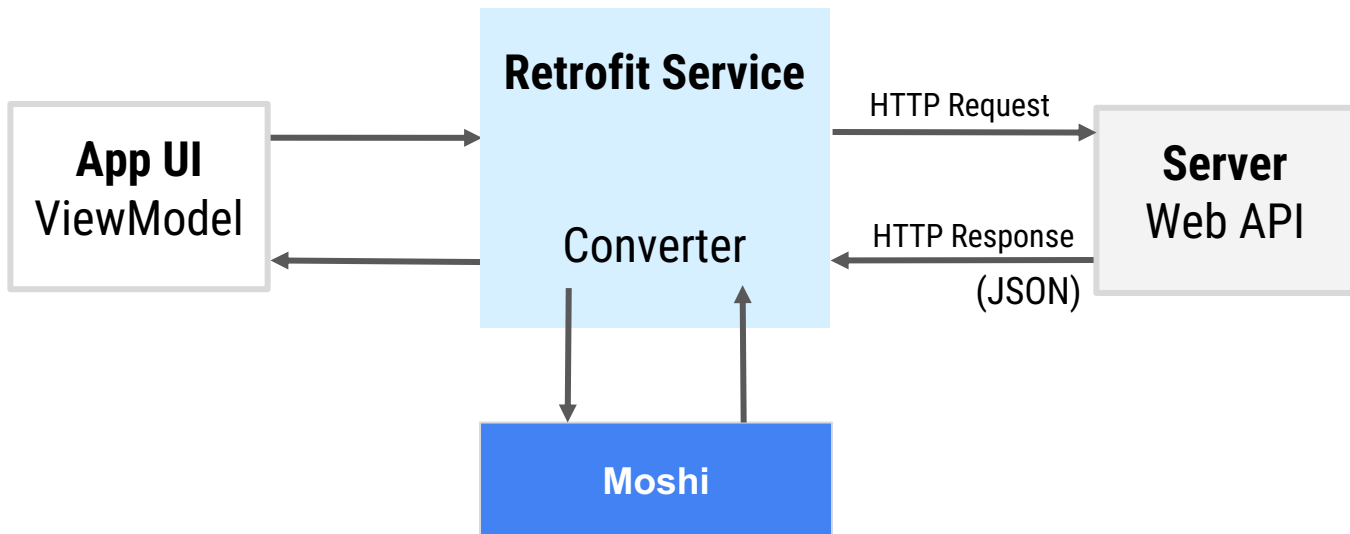 Retrofit Service
App UI
ViewModel
HTTP Request
Server
Web API
Converter
HTTP Response
(JSON)
Moshi